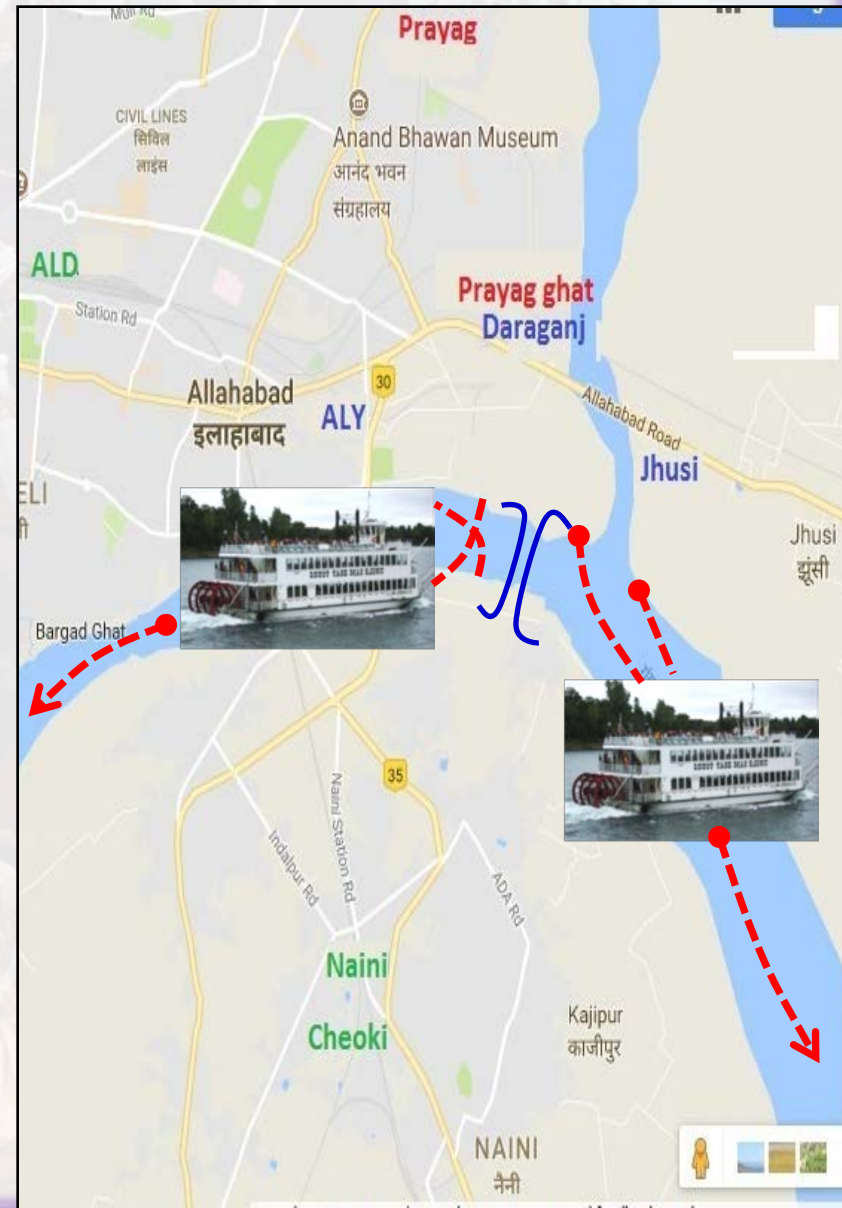 Prayag
CIVIL LINES
सिविल
लाइंस
Anand Bhawan Museum
आनंद भवन
संग्रहालय
ALD
Prayag ghat
Daraganj
Station Rd
Allahabad
इलाहाबाद
30
ALY
Allahabad Road
Jhusi
ELI
Jhusi
झूंसी
Bargad Ghat
35
Naini Station Rd
Indalpur Rd
ADA Rd
Naini
Cheoki
Kajipur
काजीपुर
NAINI
नैनी